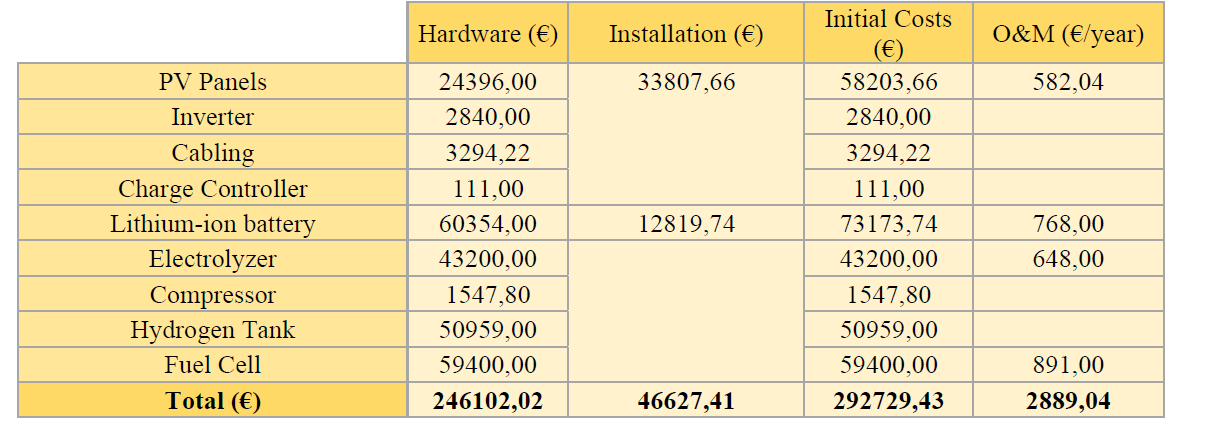 Hardware (€) Installation (€) Initial Costs (€) O&M (€/year)
PV Panels 24396,00 33807,66 58203,66 582,04
Inverter 2840,00 2840,00
Cabling 3294,22 3294,22
Charge Controller 111,00 111,00
Lithium-ion battery 60354,00 12819,74 73173,74 768,00
Electrolyzer 43200,00 43200,00 648,00
Compressor 1547,80 1547,80
Hydrogen Tank 50959,00 50959,00
Fuel Cell 59400,00 59400,00 891,00
Total (€) 246102,02 46627,41 292729,43 2889,04